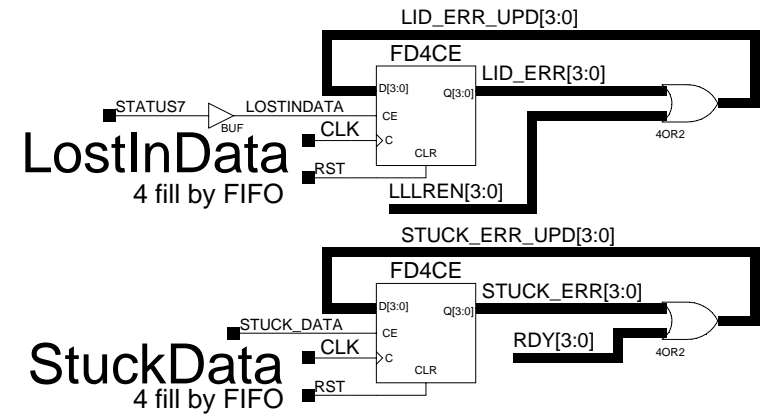 LID_ERR_UPD[3:0]
FD4CE
LID_ERR[3:0]
D[3:0]
Q[3:0]
STATUS7
LOSTINDATA
BUF
CE
CLK
C
4OR2
LostInData
CLR
RST
4 fill by FIFO
LLLREN[3:0]
STUCK_ERR_UPD[3:0]
FD4CE
STUCK_ERR[3:0]
D[3:0]
Q[3:0]
STUCK_DATA
CE
RDY[3:0]
CLK
C
4OR2
StuckData
CLR
RST
4 fill by FIFO